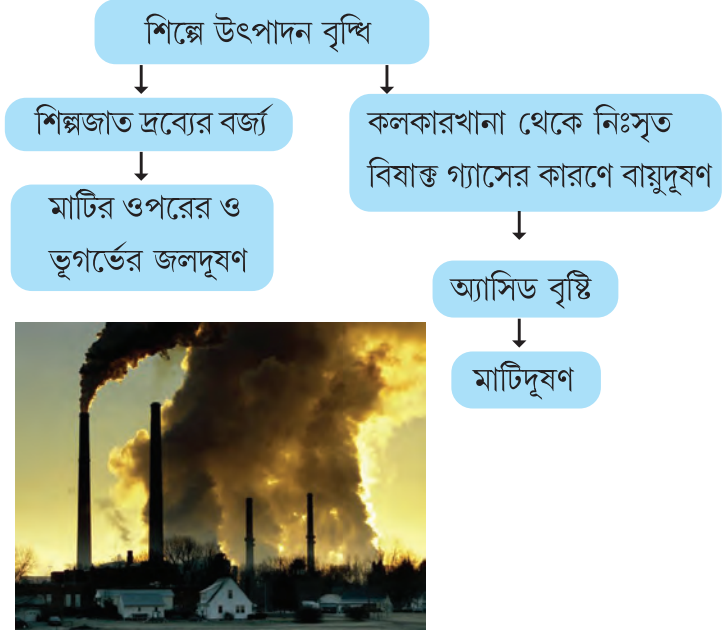 শিল্পে উৎপাদন বৃদ্ধি
শিল্পজাত দ্রব্যের বর্জ্য
মাটির ওপরের ও
ভূগর্ভের জলদূষণ
কলকারখানা থেকে নিঃসৃত
বিষাক্ত গ্যাসের কারণে বায়ুদূষণ
অ্যাসিড বৃষ্টি
মাটিদূষণ